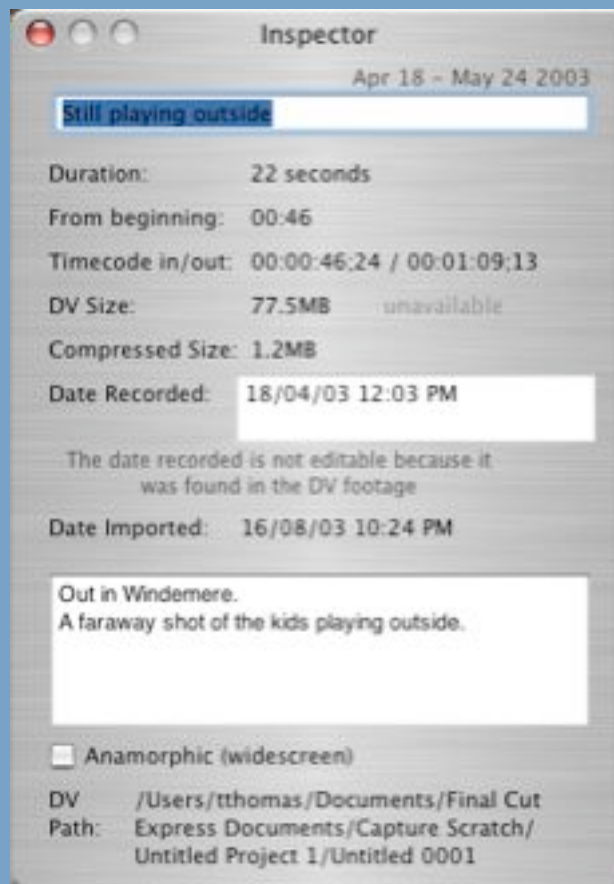 Inspector
Apr 18 – May 24 2003
Still playing outside
Duration: 22 seconds
From beginning: 00:46
Timecode in/out: 00:00:46;24 / 00:01:09;13
DV Size: 77.5MB unavailable
Compressed Size: 1.2MB
Date Recorded: 18/04/03 12:03 PM
The date recorded is not editable because it
was found in the DV footage
Date Imported: 16/08/03 10:24 PM
Out in Windemere.
A faraway shot of the kids playing outside.
Anamorphic (widescreen)
DV /Users/tthomas/Documents/Final Cut
Path: Express Documents/Capture Scratch/
Untitled Project 1/Untitled 0001